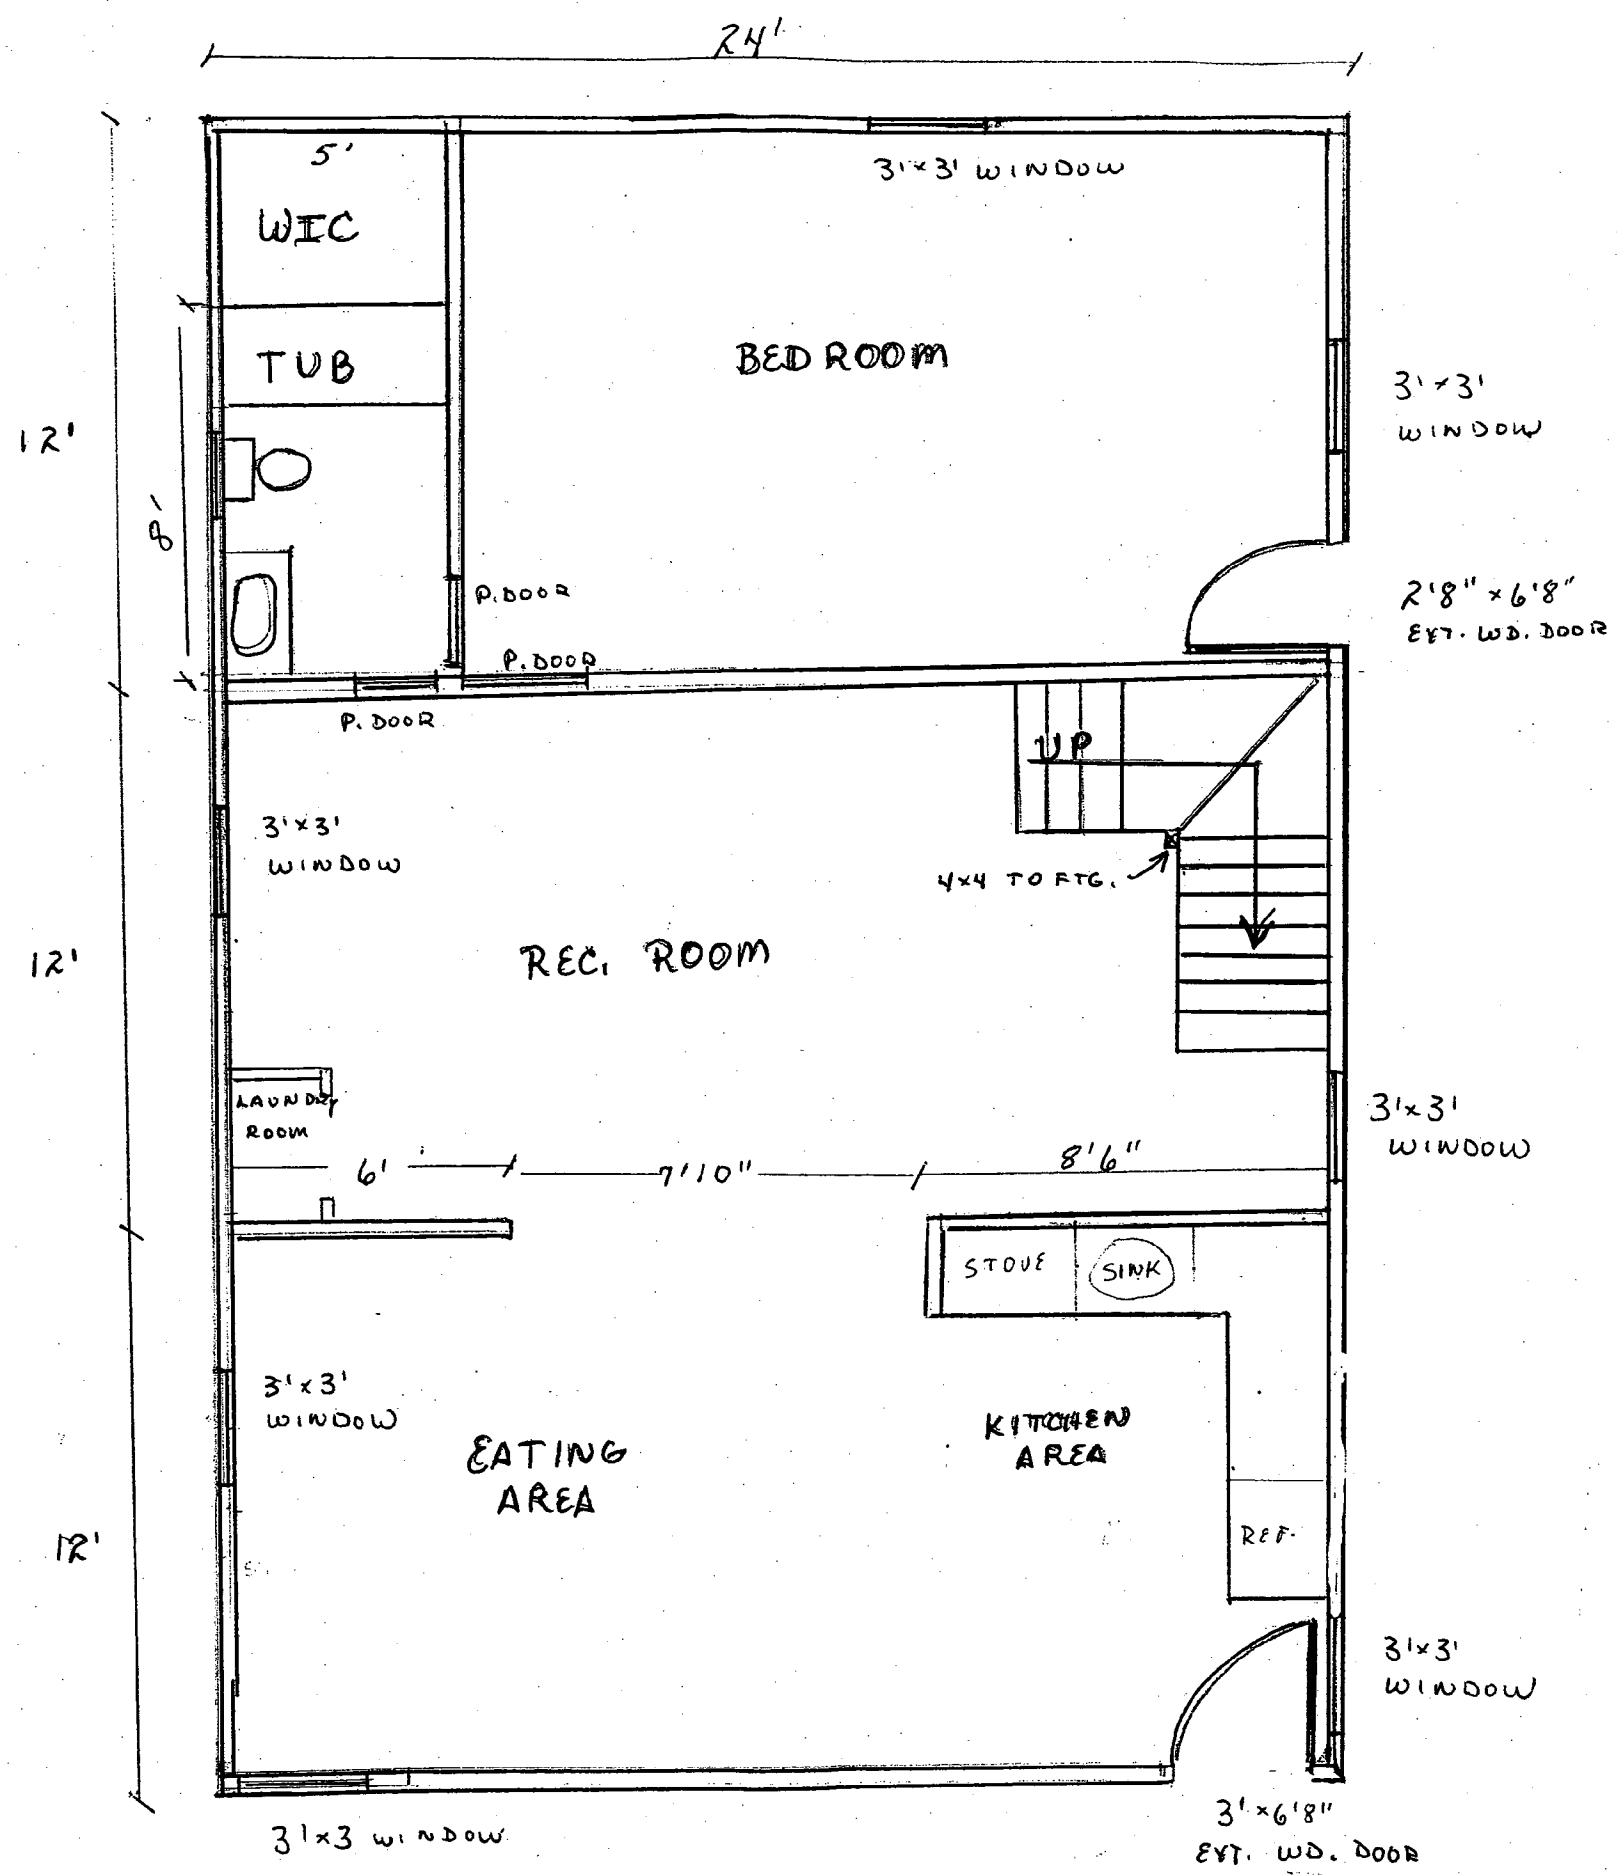 24'
5'
3'×3' WINDOW
WIC
TUB
BEDROOM
3'×3'
WINDOW
12'
8'
P. DOOR
2'8" × 6'8"
EXT. WD. DOOR
P. DOOR
P. DOOR
UP
3'×3'
WINDOW
4×4 TO FTG.
REC. ROOM
12'
LAUNDRY
ROOM
3'×3'
WINDOW
6'
7'10"
8'6"
STOVE
SINK
3'×3'
WINDOW
KITCHEN
AREA
EATING
AREA
REF.
12'
3'×3'
WINDOW
3'×6'8"
EXT. WD. DOOR
3'×3 WINDOW